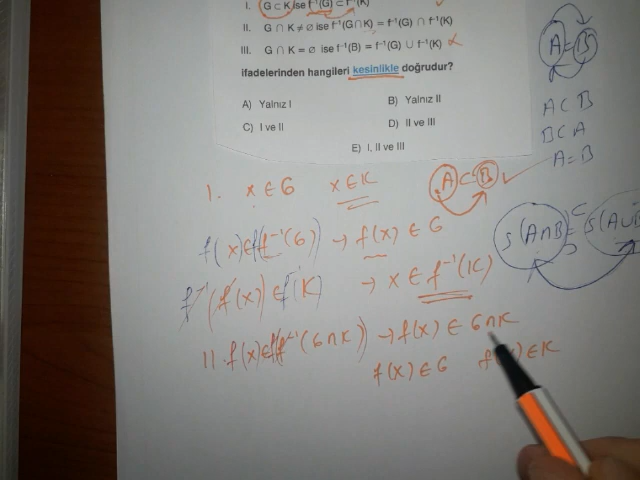 I. G ⊂ K ise f⁻¹(G) ⊂ f⁻¹(K)
II. G ∩ K ≠ ∅ ise f⁻¹(G∩K) = f⁻¹(G) ∩ f⁻¹(K)
III. G ∩ K = ∅ ise f⁻¹(B) = f⁻¹(G) ∪ f⁻¹(K)
ifadelerinden hangileri kesinlikle doğrudur?
A) Yalnız I
B) Yalnız II
C) I ve II
D) II ve III
E) I, II ve III
A = B
A ⊂ B
B ⊂ A
A = B
I. x ∈ G x ∈ K
A ⊂ B
f(x) ∈ f(f⁻¹(G)) → f(x) ∈ G
f⁻¹(f(x) ∈ f⁻¹(K) → x ∈ f⁻¹(K)
S(A∩B) = S(A∪B
II. f(x) ∈ f(f⁻¹(G∩K)) → f(x) ∈ G∩K
f(x) ∈ G f(x) ∈ K